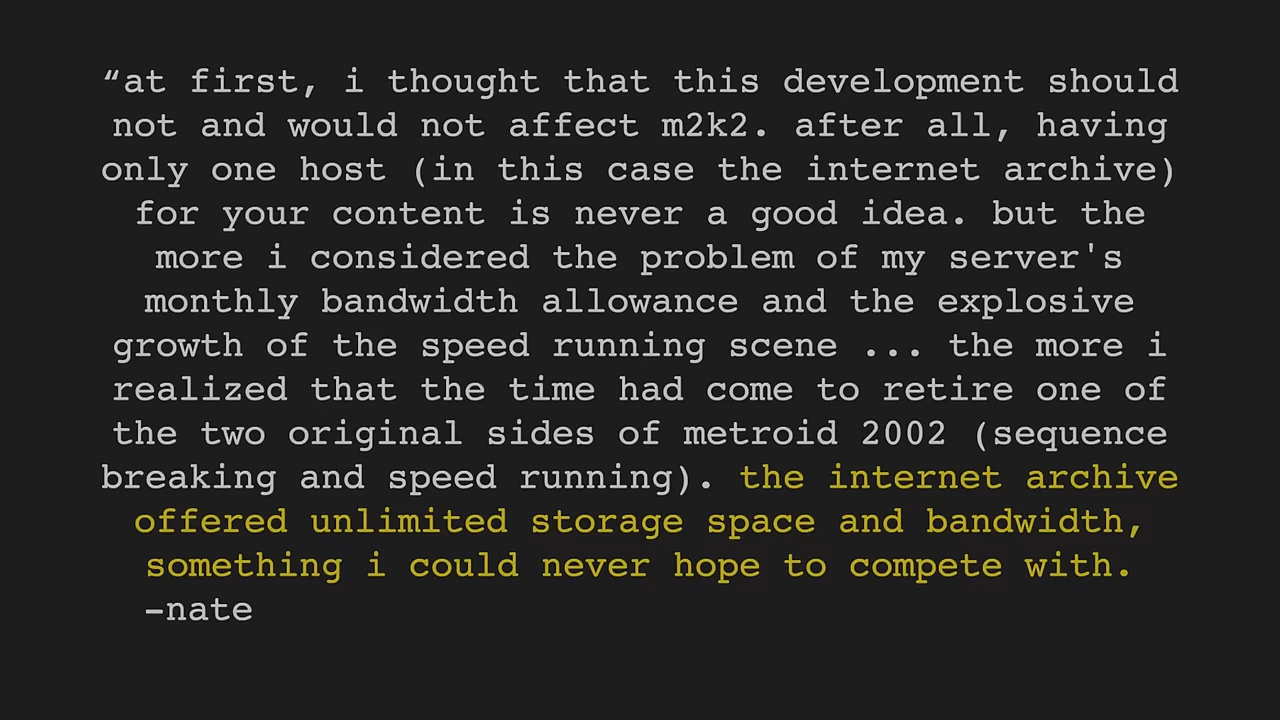 “at first, i thought that this development should
not and would not affect m2k2. after all, having
only one host (in this case the internet archive)
for your content is never a good idea. but the
more i considered the problem of my server's
monthly bandwidth allowance and the explosive
growth of the speed running scene ... the more i
realized that the time had come to retire one of
the two original sides of metroid 2002 (sequence
breaking and speed running). the internet archive
offered unlimited storage space and bandwidth,
something i could never hope to compete with.
–nate